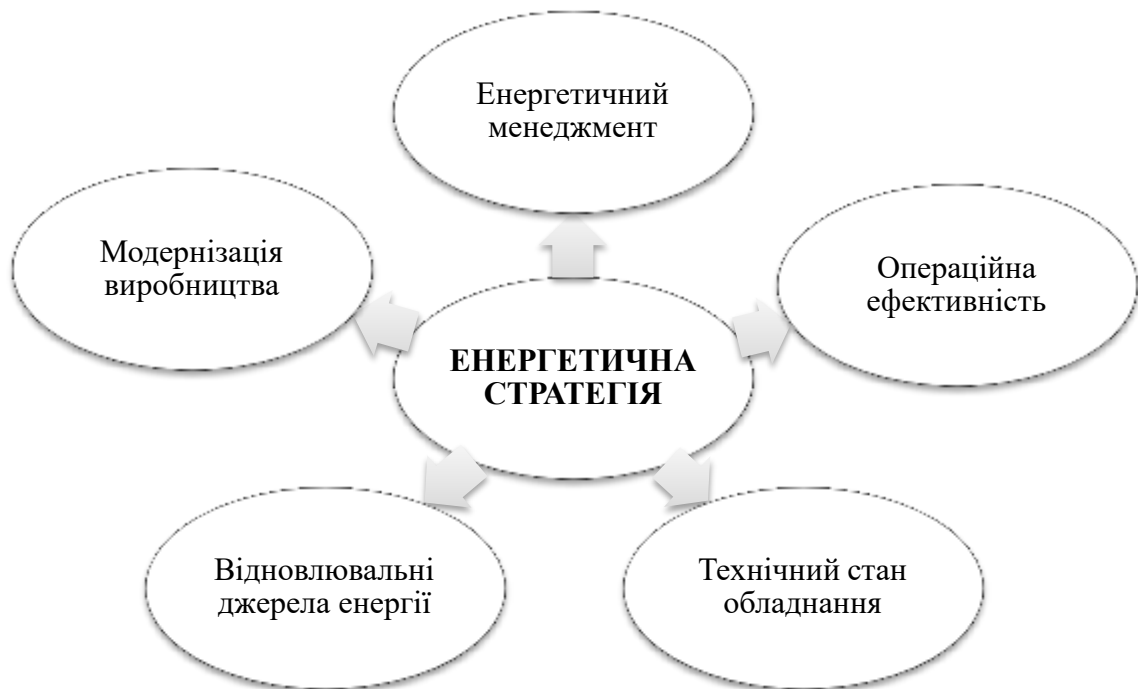 Енергетичний
менеджмент
Модернізація
виробництва
Операційна
ефективність
ЕНЕРГЕТИЧНА
СТРАТЕГІЯ
Відновлювальні
джерела енергії
Технічний стан
обладнання